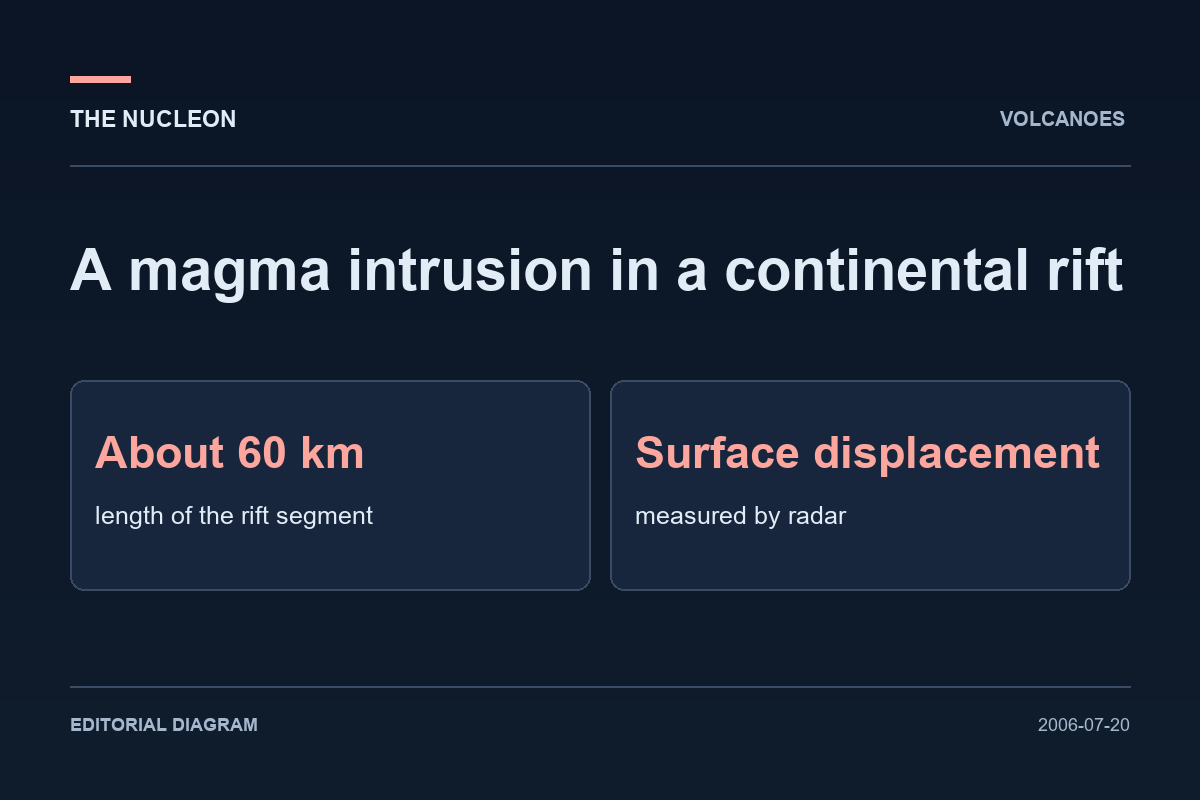 THE NUCLEON
VOLCANOES
A magma intrusion in a continental rift
About 60 km
length of the rift segment
Surface displacement
measured by radar
EDITORIAL DIAGRAM
2006-07-20